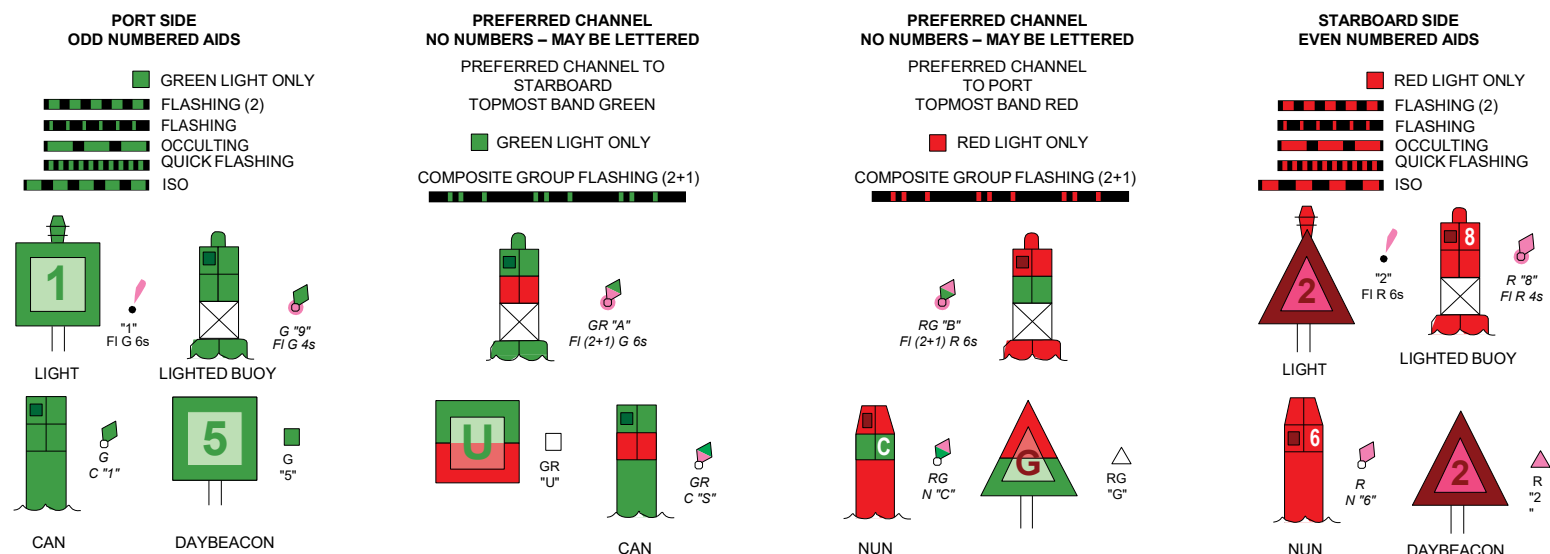 PORT SIDE
ODD NUMBERED AIDS
GREEN LIGHT ONLY
FLASHING (2)
FLASHING
OCCULTING
QUICK FLASHING
ISO
1
"1"
Fl G 6s
G "9"
Fl G 4s
LIGHT
LIGHTED BUOY
G
C "1"
5
G
"5"
CAN
DAYBEACON
PREFERRED CHANNEL
NO NUMBERS – MAY BE LETTERED
PREFERRED CHANNEL TO
STARBOARD
TOPMOST BAND GREEN
GREEN LIGHT ONLY
COMPOSITE GROUP FLASHING (2+1)
GR "A"
Fl (2+1) G 6s
U
GR
"U"
GR
C "S"
CAN
PREFERRED CHANNEL
NO NUMBERS – MAY BE LETTERED
PREFERRED CHANNEL
TO PORT
TOPMOST BAND RED
RED LIGHT ONLY
COMPOSITE GROUP FLASHING (2+1)
RG "B"
Fl (2+1) R 6s
C
RG
N "C"
G
RG
"G"
NUN
STARBOARD SIDE
EVEN NUMBERED AIDS
RED LIGHT ONLY
FLASHING (2)
FLASHING
OCCULTING
QUICK FLASHING
ISO
2
"2"
Fl R 6s
8
R "8"
Fl R 4s
LIGHT
LIGHTED BUOY
6
R
N "6"
2
R
"2
"
NUN
DAYBEACON